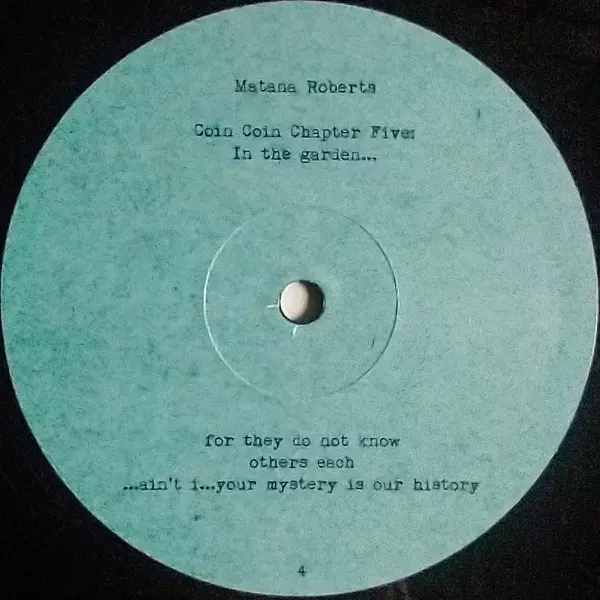 Matana Roberts
Coin Coin Chapter Five:
In the garden...
for they do not know
others each
...ain't i...your mystery is our history
4